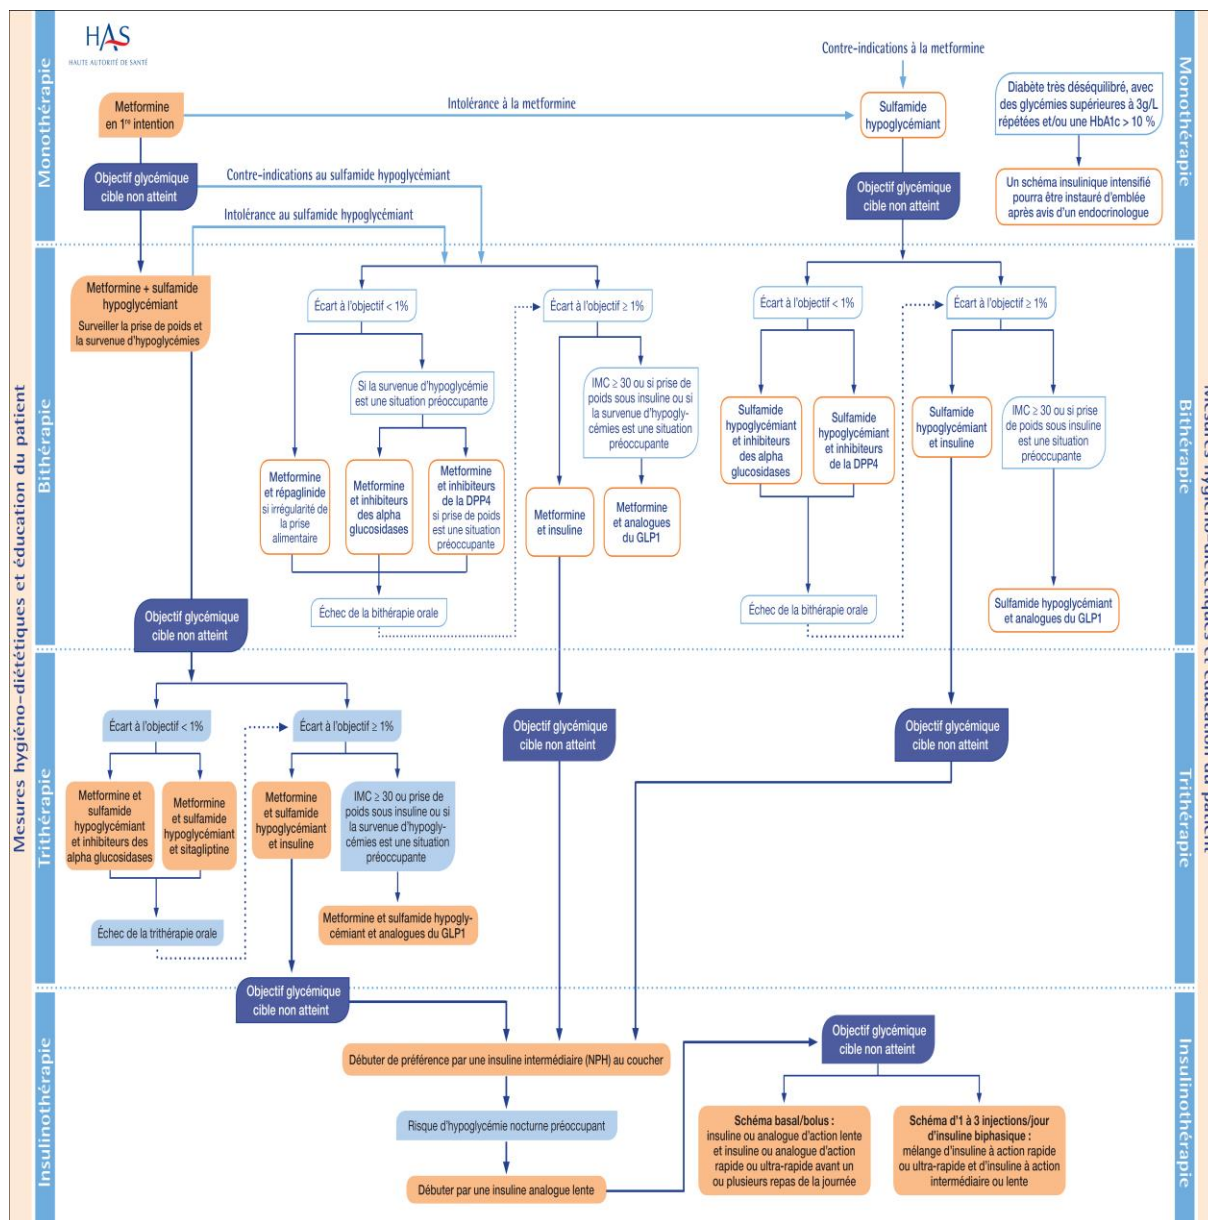 HAS
HAUTE AUTORITÉ DE SANTÉ
Mesures hygiéno-diététiques et éducation du patient
Monothérapie
Monothérapie
Contre-indications à la metformine
Metformine
en 1re intention
Intolérance à la metformine
Sulfamide
hypoglycémiant
Diabète très déséquilibré, avec
des glycémies supérieures à 3g/L
répétées et/ou une HbA1c > 10 %
Objectif glycémique
cible non atteint
Contre-indications au sulfamide hypoglycémiant
Intolérance au sulfamide hypoglycémiant
Objectif glycémique
cible non atteint
Un schéma insulinique intensifié
pourra être instauré d'emblée
après avis d'un endocrinologue
Bithérapie
Bithérapie
Metformine + sulfamide
hypoglycémiant
Surveiller la prise de poids et
la survenue d'hypoglycémies
Écart à l'objectif < 1%
Écart à l'objectif ≥ 1%
Écart à l'objectif < 1%
Écart à l'objectif ≥ 1%
Si la survenue d'hypoglycémie
est une situation préoccupante
IMC ≥ 30 ou si prise de
poids sous insuline ou si
la survenue d'hypogly-
cémies est une situation
préoccupante
Sulfamide
hypoglycémiant
et inhibiteurs
des alpha
glucosidases
Sulfamide
hypoglycémiant
et inhibiteurs
de la DPP4
Sulfamide
hypoglycémiant
et insuline
IMC ≥ 30 ou si prise
de poids sous insuline
est une situation
préoccupante
Metformine
et répaglinide
si irrégularité de
la prise
alimentaire
Metformine
et inhibiteurs
des alpha
glucosidases
Metformine
et inhibiteurs
de la DPP4
si prise de poids
est une situation
préoccupante
Metformine
et insuline
Metformine
et analogues
du GLP1
Échec de la bithérapie orale
Échec de la bithérapie orale
Sulfamide hypoglycémiant
et analogues du GLP1
Objectif glycémique
cible non atteint
Trithérapie
Trithérapie
Écart à l'objectif < 1%
Écart à l'objectif ≥ 1%
Objectif glycémique
cible non atteint
Objectif glycémique
cible non atteint
Metformine et
sulfamide
hypoglycémiant
et inhibiteurs des
alpha glucosidases
Metformine
et sulfamide
hypoglycémiant
et sitagliptine
Metformine
et sulfamide
hypoglycémiant
et insuline
IMC ≥ 30 ou prise de
poids sous insuline ou si
la survenue d'hypogly-
cémies est une situation
préoccupante
Échec de la trithérapie orale
Metformine et sulfamide hypogly-
cémiant et analogues du GLP1
Objectif glycémique
cible non atteint
Insulinothérapie
Insulinothérapie
Débuter de préférence par une insuline intermédiaire (NPH) au coucher
Objectif glycémique
cible non atteint
Risque d'hypoglycémie nocturne préoccupant
Débuter par une insuline analogue lente
Schéma basal/bolus :
insuline ou analogue d'action lente
et insuline ou analogue d'action
rapide ou ultra-rapide avant un
ou plusieurs repas de la journée
Schéma d'1 à 3 injections/jour
d'insuline biphasique :
mélange d'insuline à action rapide
ou ultra-rapide et d'insuline à action
intermédiaire ou lente